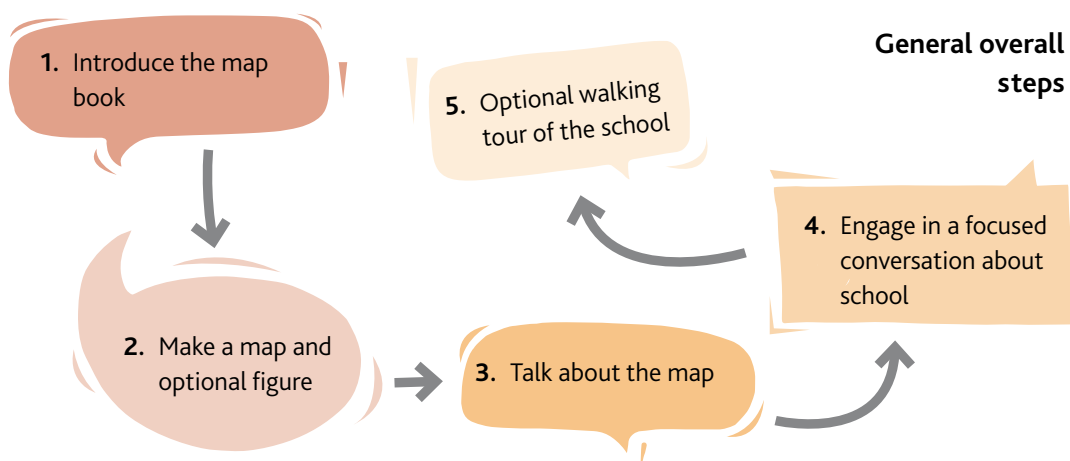 General overall
steps
1. Introduce the map
book
2. Make a map and
optional figure
3. Talk about the map
4. Engage in a focused
conversation about
school
5. Optional walking
tour of the school